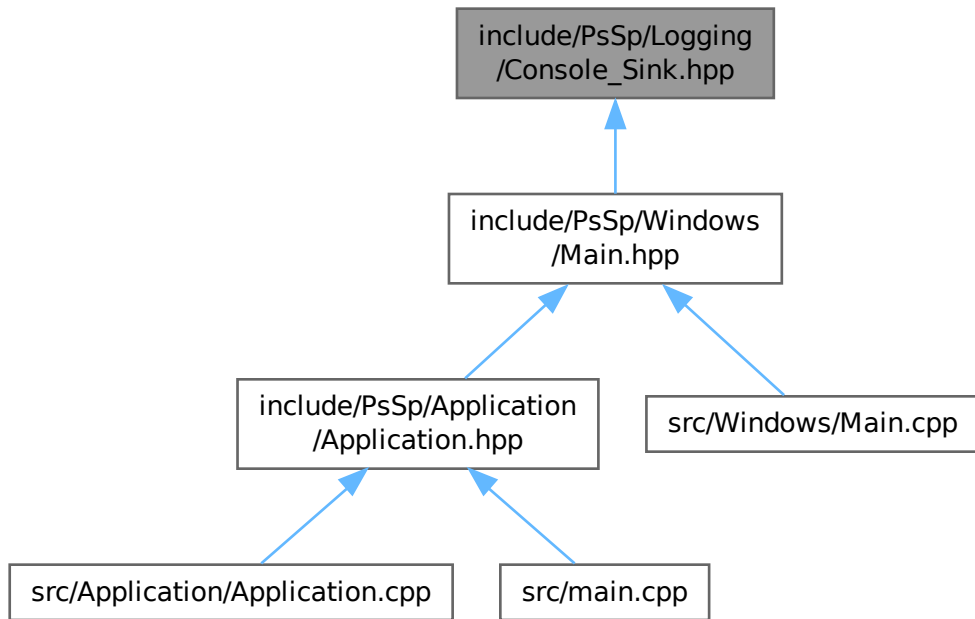 include/PsSp/Logging
/Console_Sink.hpp
include/PsSp/Windows
/Main.hpp
include/PsSp/Application
/Application.hpp
src/Windows/Main.cpp
src/Application/Application.cpp
src/main.cpp